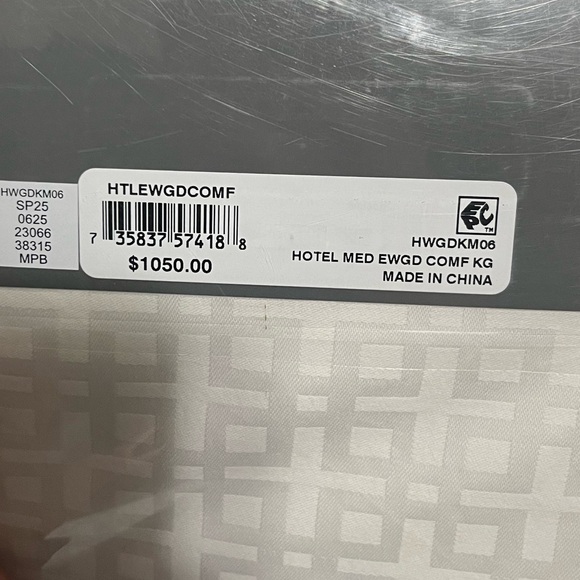 HWGDKM06
SP25
0625
23066
38315
MPB
HTLEWGDCOMF
7 35837 57418 8
$1050.00
EPC™
HWGDKM06
HOTEL MED EWGD COMF KG
MADE IN CHINA